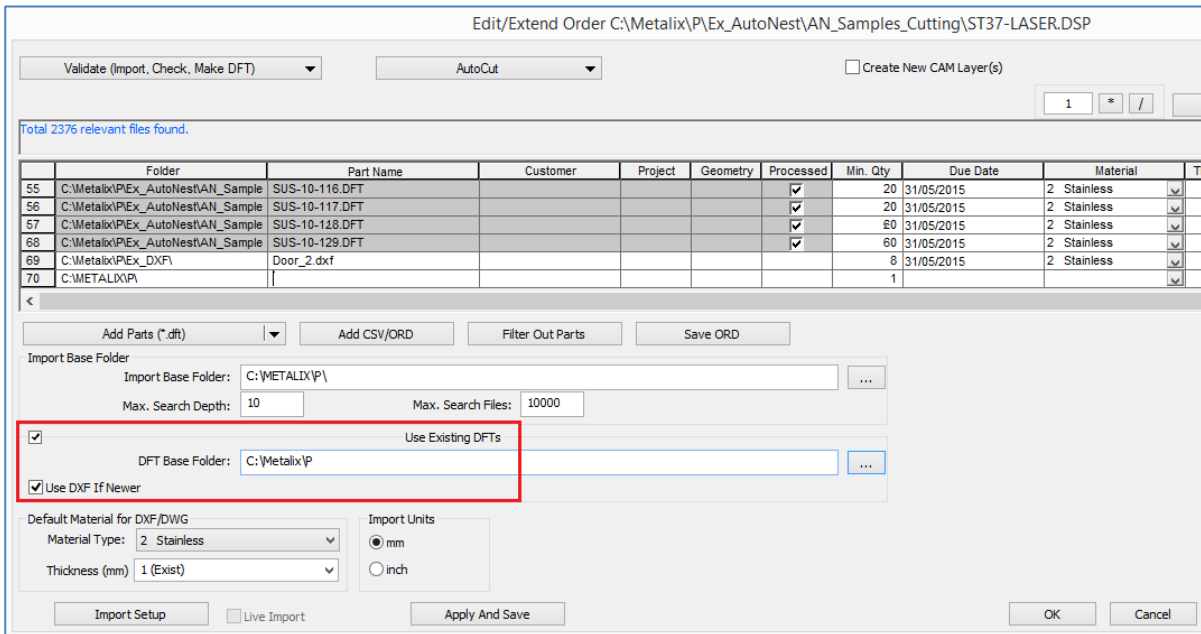 Edit/Extend Order C:\Metalix\P\Ex_AutoNest\AN_Samples_Cutting\ST37-LASER.DSP
Validate (Import, Check, Make DFT) AutoCut Create New CAM Layer(s)
1 * /
Total 2376 relevant files found.
Folder Part Name Customer Project Geometry Processed Min. Qty Due Date Material T
55 C:\Metalix\P\Ex_AutoNest\AN_Sample SUS-10-116.DFT 20 31/05/2015 2 Stainless
56 C:\Metalix\P\Ex_AutoNest\AN_Sample SUS-10-117.DFT 20 31/05/2015 2 Stainless
57 C:\Metalix\P\Ex_AutoNest\AN_Sample SUS-10-128.DFT £0 31/05/2015 2 Stainless
68 C:\Metalix\P\Ex_AutoNest\AN_Sample SUS-10-129.DFT 60 31/05/2015 2 Stainless
69 C:\Metalix\P\Ex_DXF\ Door_2.dxf 8 31/05/2015 2 Stainless
70 C:\METALIX\P\ 1
Add Parts (*.dft) Add CSV/ORD Filter Out Parts Save ORD
Import Base Folder
Import Base Folder: C:\METALIX\P\ ...
Max. Search Depth: 10 Max. Search Files: 10000
Use Existing DFTs
DFT Base Folder: C:\Metalix\P ...
Use DXF If Newer
Default Material for DXF/DWG Import Units
Material Type: 2 Stainless mm
Thickness (mm) 1 (Exist) inch
Import Setup Live Import Apply And Save OK Cancel